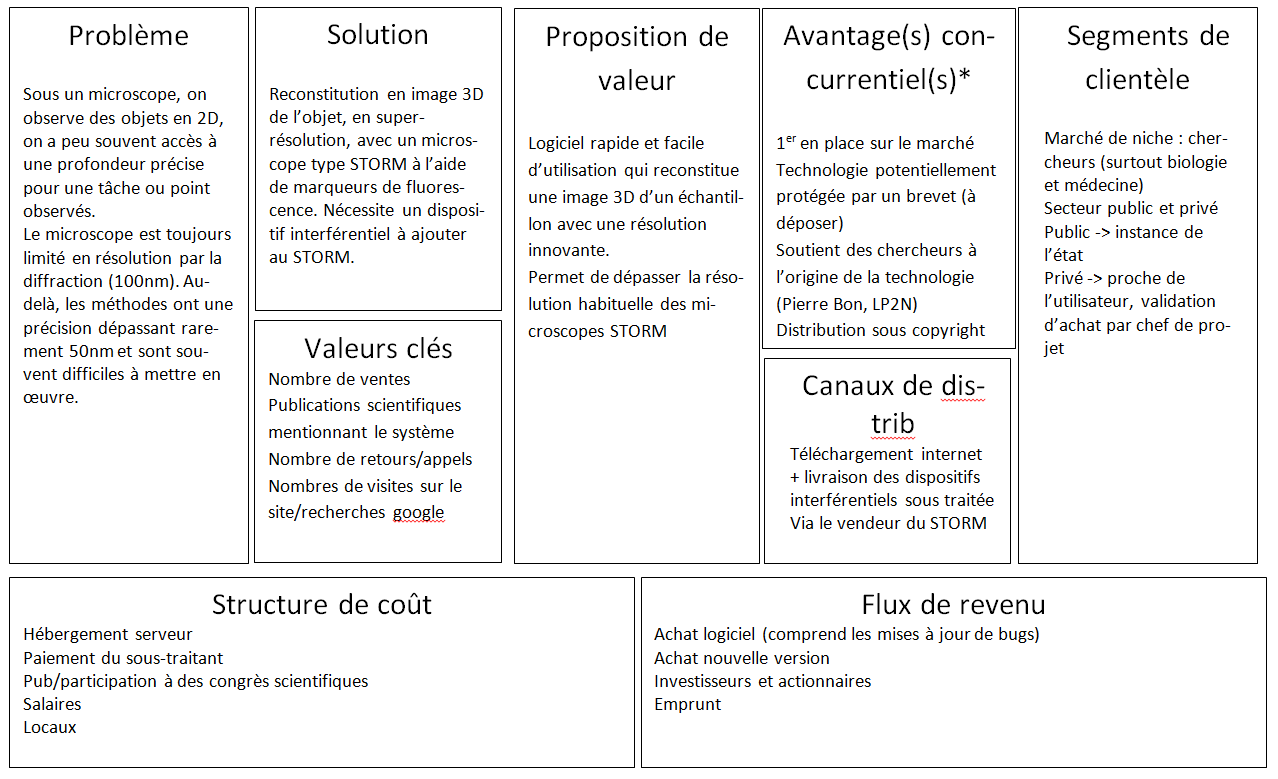 Problème
Sous un microscope, on
observe des objets en 2D,
on a peu souvent accès à
une profondeur précise
pour une tâche ou point
observés.
Le microscope est toujours
limité en résolution par la
diffraction (100nm). Au-
delà, les méthodes ont une
précision dépassant rare-
ment 50nm et sont sou-
vent difficiles à mettre en
œuvre.
Solution
Reconstitution en image 3D
de l’objet, en super-
résolution, avec un micros-
cope type STORM à l’aide
de marqueurs de fluores-
cence. Nécessite un disposi-
tif interférentiel à ajouter
au STORM.
Valeurs clés
Nombre de ventes
Publications scientifiques
mentionnant le système
Nombre de retours/appels
Nombres de visites sur le
site/recherches google
Proposition de
valeur
Logiciel rapide et facile
d’utilisation qui reconstitue
une image 3D d’un échantil-
lon avec une résolution
innovante.
Permet de dépasser la réso-
lution habituelle des mi-
croscopes STORM
Avantage(s) con-
currentiel(s)*
1er en place sur le marché
Technologie potentiellement
protégée par un brevet (à
déposer)
Soutient des chercheurs à
l’origine de la technologie
(Pierre Bon, LP2N)
Distribution sous copyright
Canaux de dis-
trib
Téléchargement internet
+ livraison des dispositifs
interférentiels sous traitée
Via le vendeur du STORM
Segments de
clientèle
Marché de niche : cher-
cheurs (surtout biologie
et médecine)
Secteur public et privé
Public -> instance de
l’état
Privé -> proche de
l’utilisateur, validation
d’achat par chef de pro-
jet
Structure de coût
Hébergement serveur
Paiement du sous-traitant
Pub/participation à des congrès scientifiques
Salaires
Locaux
Flux de revenu
Achat logiciel (comprend les mises à jour de bugs)
Achat nouvelle version
Investisseurs et actionnaires
Emprunt